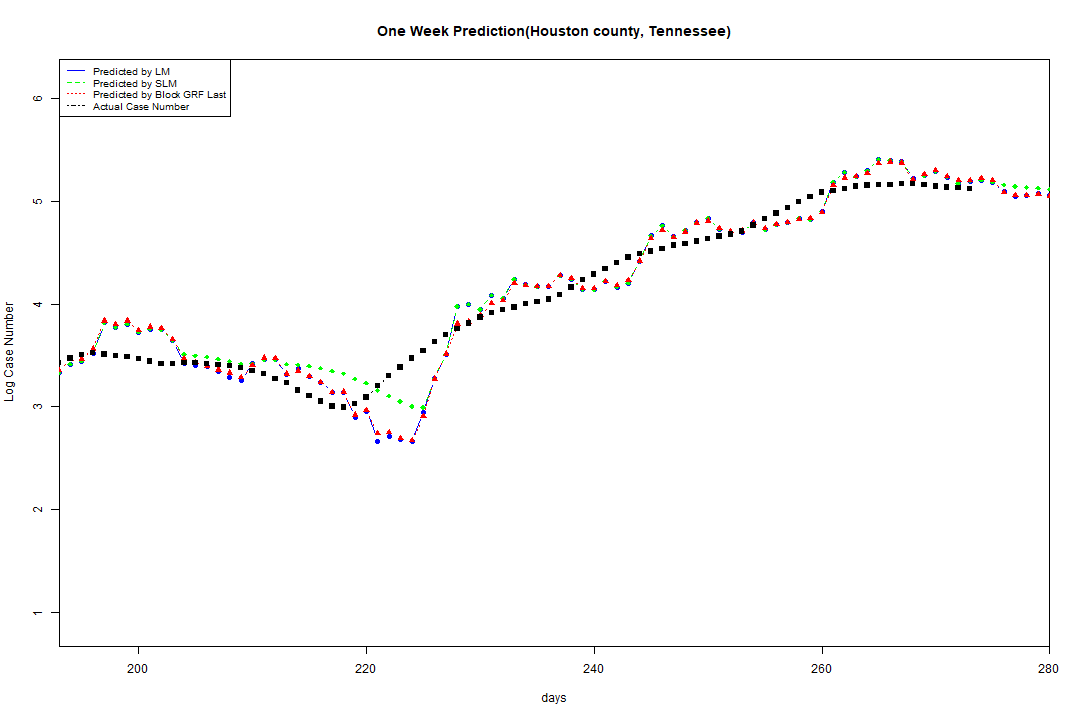 One Week Prediction(Houston county, Tennessee)
Predicted by LM
Predicted by SLM
Predicted by Block GRF Last
Actual Case Number
6
5
4
3
2
1
Log Case Number
200 220 240 260 280
days